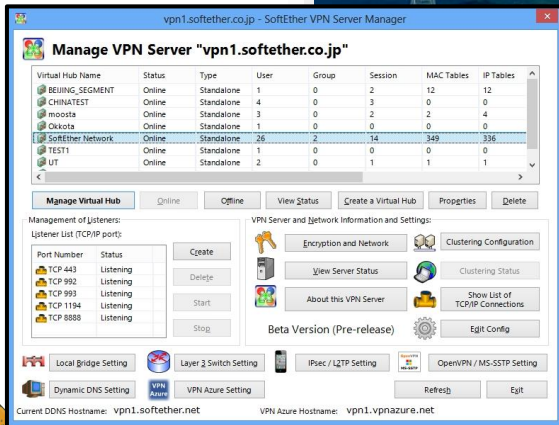 vpn1.softether.co.jp - SoftEther VPN Server Manager
Manage VPN Server "vpn1.softether.co.jp"
Virtual Hub Name Status Type User Group Session MAC Tables IP Tables
BEIJING_SEGMENT Online Standalone 1 0 2 12 12
CHINATEST Online Standalone 4 0 3 0 0
moosta Online Standalone 3 0 2 2 4
Okkota Online Standalone 1 0 0 0 0
SoftEther Network Online Standalone 26 2 14 349 336
TEST1 Online Standalone 1 0 0 0 0
UT Online Standalone 2 0 1 1 1
Manage Virtual Hub Online Offline View Status Create a Virtual Hub Properties Delete
Management of Listeners:
Listener List (TCP/IP port):
Port Number Status
TCP 443 Listening
TCP 992 Listening
TCP 993 Listening
TCP 1194 Listening
TCP 8888 Listening
Create
Delete
Start
Stop
VPN Server and Network Information and Settings:
Encryption and Network
Clustering Configuration
View Server Status
Clustering Status
About this VPN Server
Show List of
TCP/IP Connections
Beta Version (Pre-release)
Edit Config
Local Bridge Setting
Layer 3 Switch Setting
IPsec / L2TP Setting
OpenVPN
MS-SSTP
OpenVPN / MS-SSTP Setting
Dynamic DNS Setting
VPN
Azure
VPN Azure Setting
Refresh
Exit
Current DDNS Hostname: vpn1.softether.net VPN Azure Hostname: vpn1.vpnazure.net